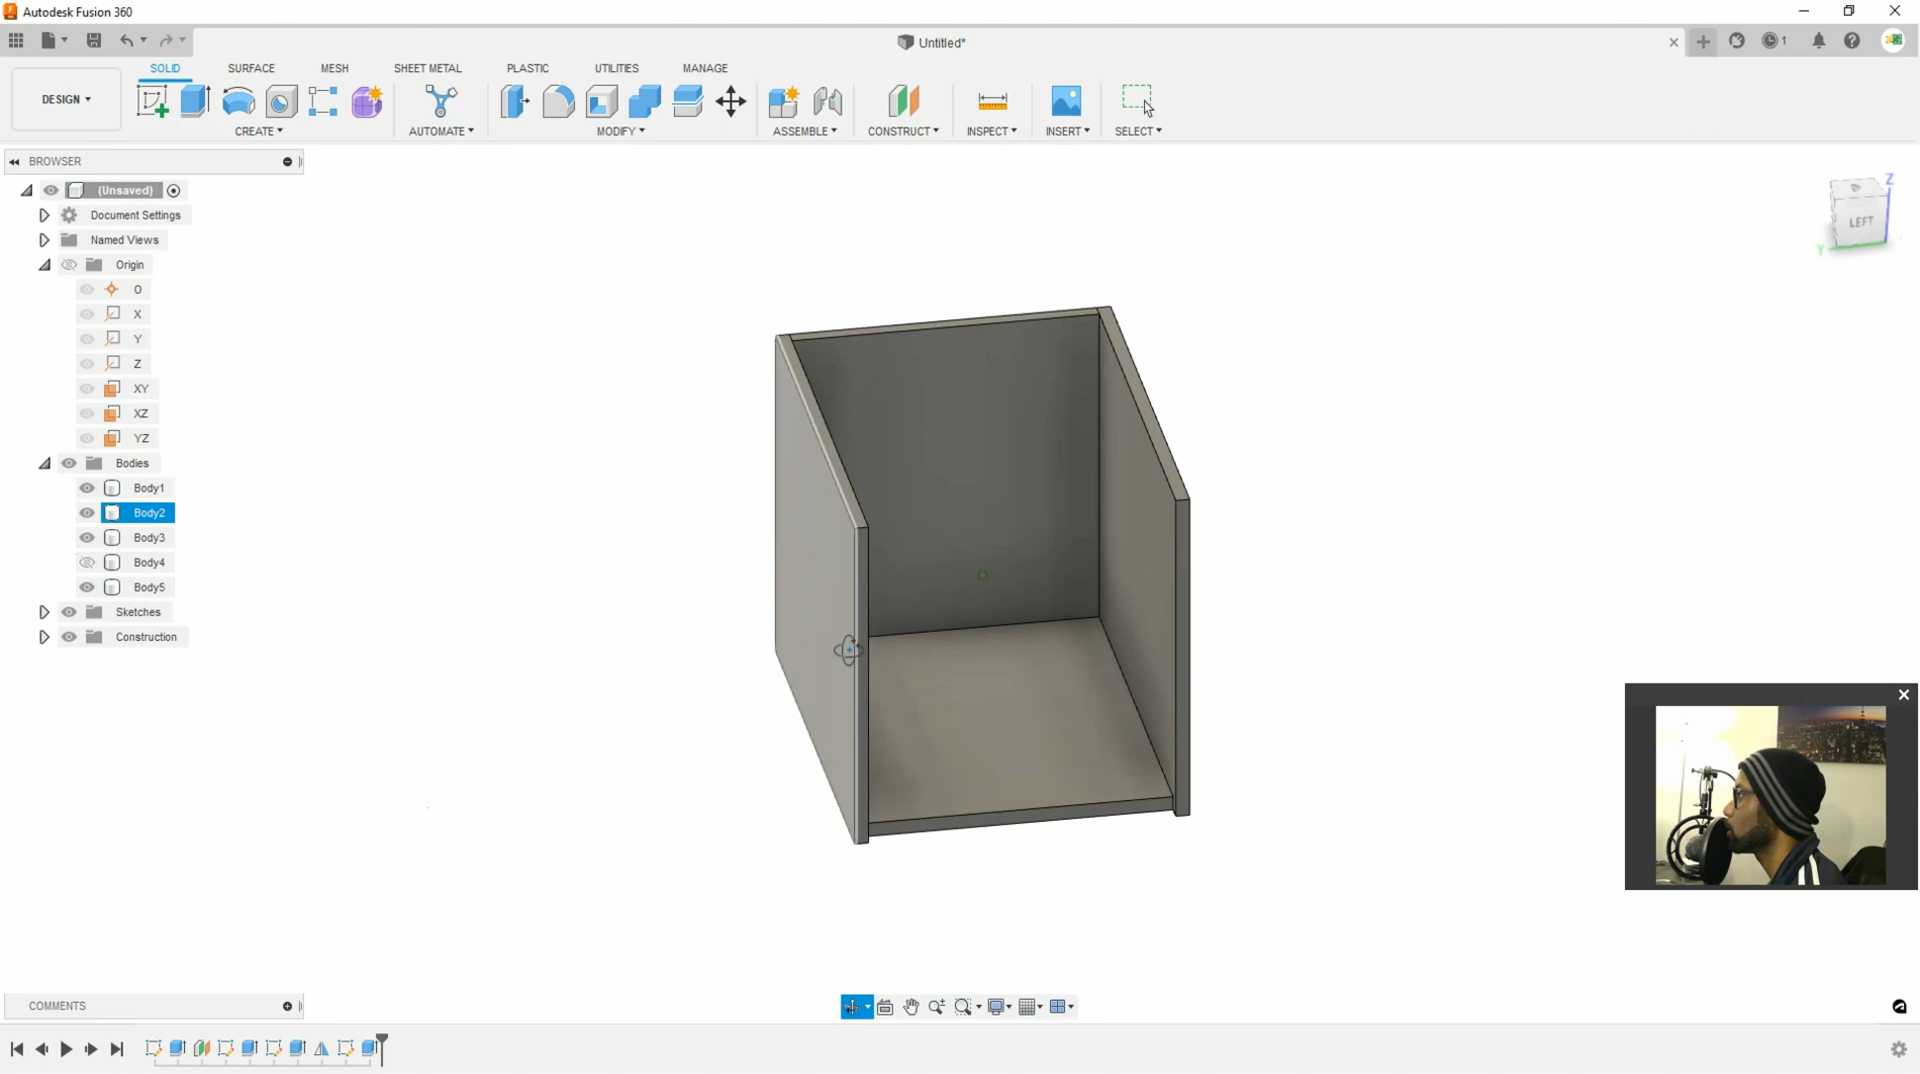 Autodesk Fusion 360
Untitled*
1
DESIGN
SOLID
SURFACE
MESH
SHEET METAL
PLASTIC
UTILITIES
MANAGE
CREATE
AUTOMATE
MODIFY
ASSEMBLE
CONSTRUCT
INSPECT
INSERT
SELECT
BROWSER
(Unsaved)
Document Settings
Named Views
Origin
O
X
Y
Z
XY
XZ
YZ
Bodies
Body1
Body2
Body3
Body4
Body5
Sketches
Construction
Z
LEFT
Y
COMMENTS